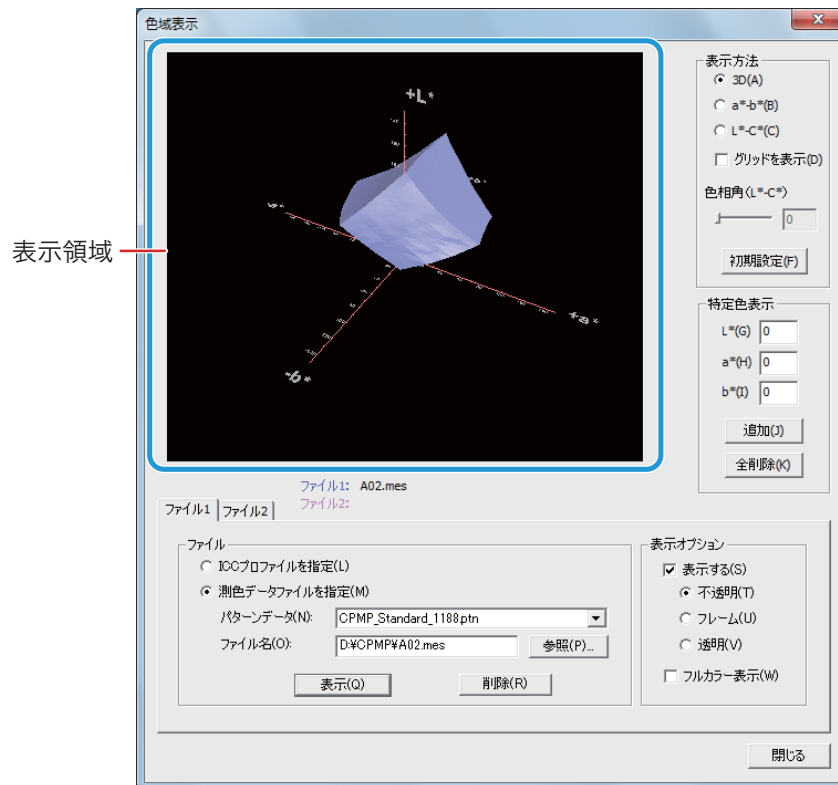 色域表示
表示方法
3D(A)
a*-b*(B)
L*-C*(C)
グリッドを表示(D)
色相角(L*-C*)
0
初期設定(F)
表示領域
+L*
+a*
-b*
特定色表示
L*(G) 0
a*(H) 0
b*(I) 0
追加(J)
全削除(K)
ファイル1: A02.mes
ファイル2:
ファイル1 ファイル2
ファイル
ICCプロファイルを指定(L)
測色データファイルを指定(M)
パターンデータ(N): CPMP_Standard_1188.ptn
ファイル名(O): D:¥CPMP¥A02.mes 参照(P)...
表示(Q) 削除(R)
表示オプション
表示する(S)
不透明(T)
フレーム(U)
透明(V)
フルカラー表示(W)
閉じる